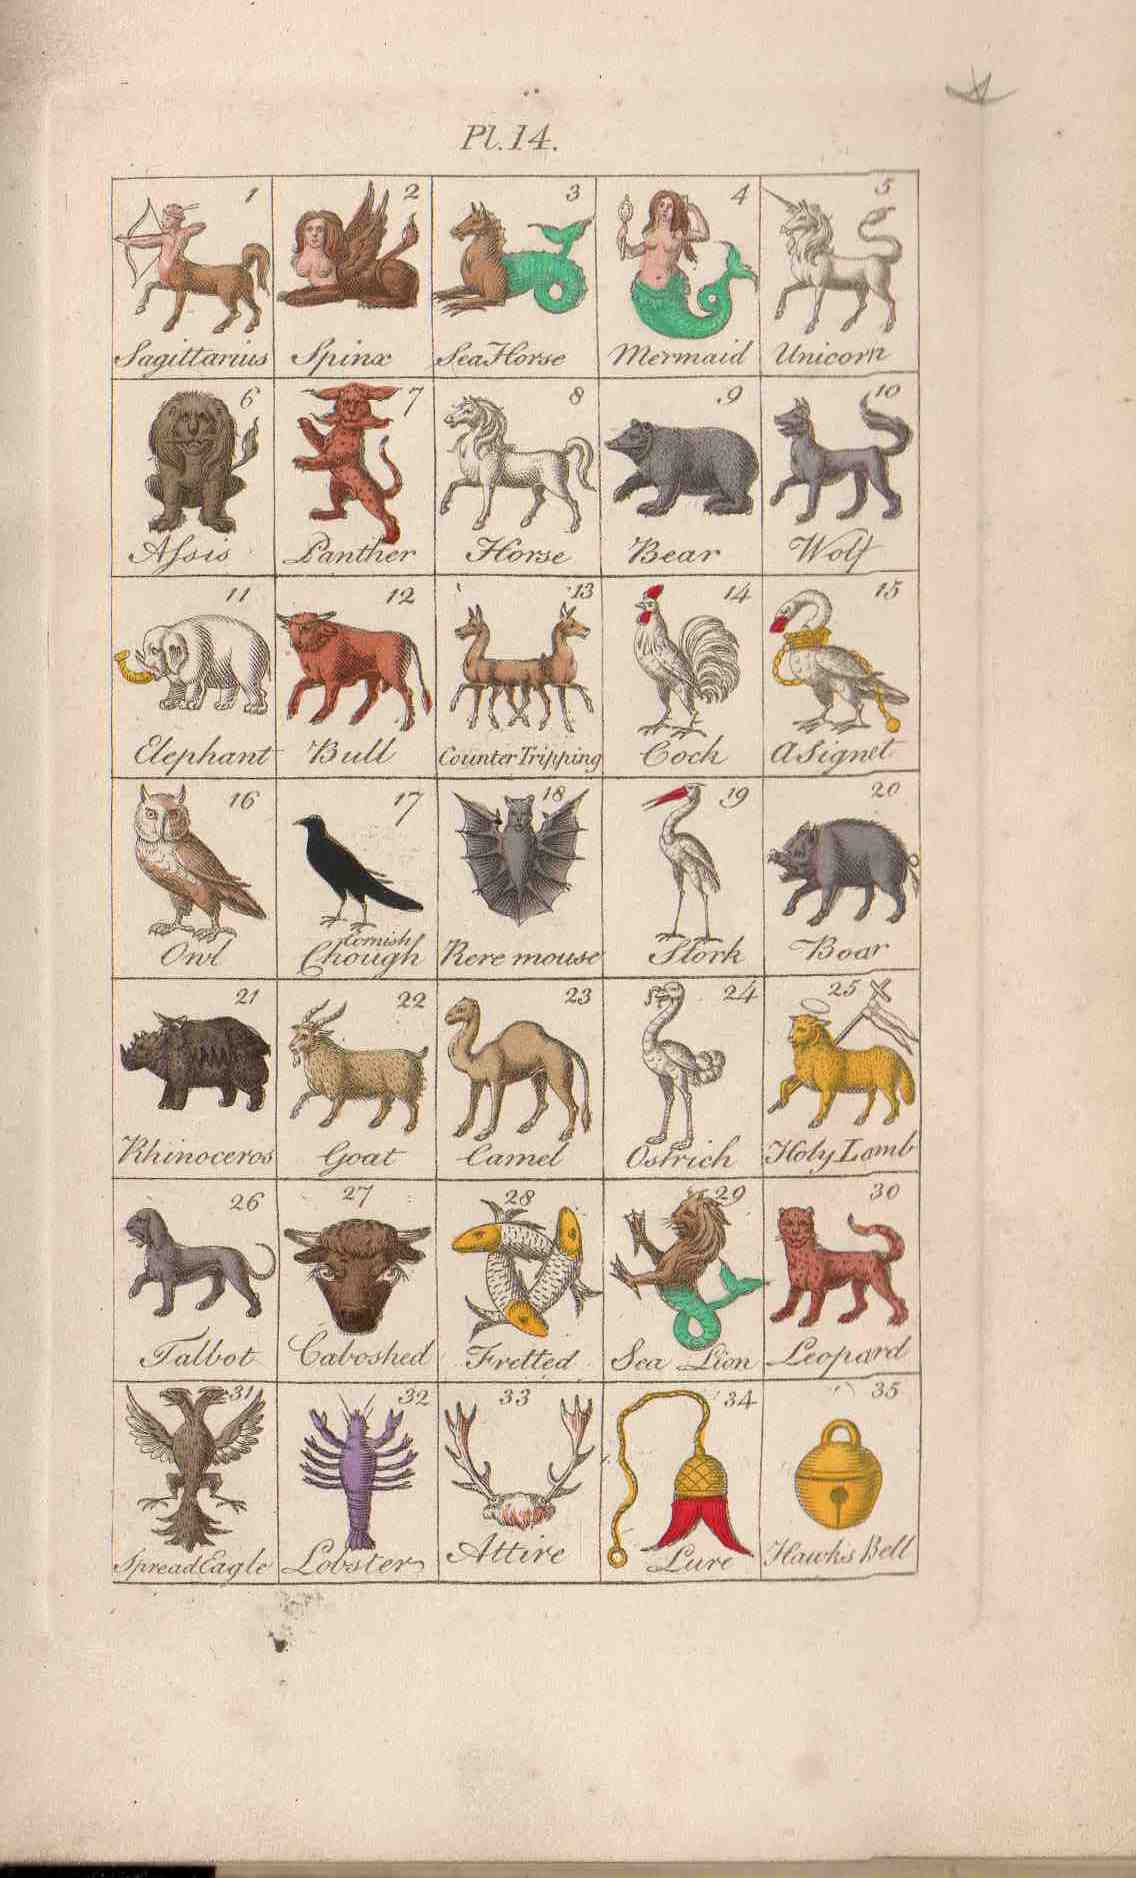 Pl. 14.
1 2 3 4 5
Sagittarius Spinx Sea Horse Mermaid Unicorn
6 7 8 9 10
Aſsis Panther Horse Bear Wolf
11 12 13 14 15
Elephant Bull Counter Tripping Cock A Signet
16 17 18 19 20
Owl Cornish Chough Rere mouse Stork Boar
21 22 23 24 25
Rhinoceros Goat Camel Ostrich Holy Lamb
26 27 28 29 30
Talbot Caboshed Fretted Sea Lion Leopard
31 32 33 34 35
Spread Eagle Lobster Attire Lure Hawk's Bell